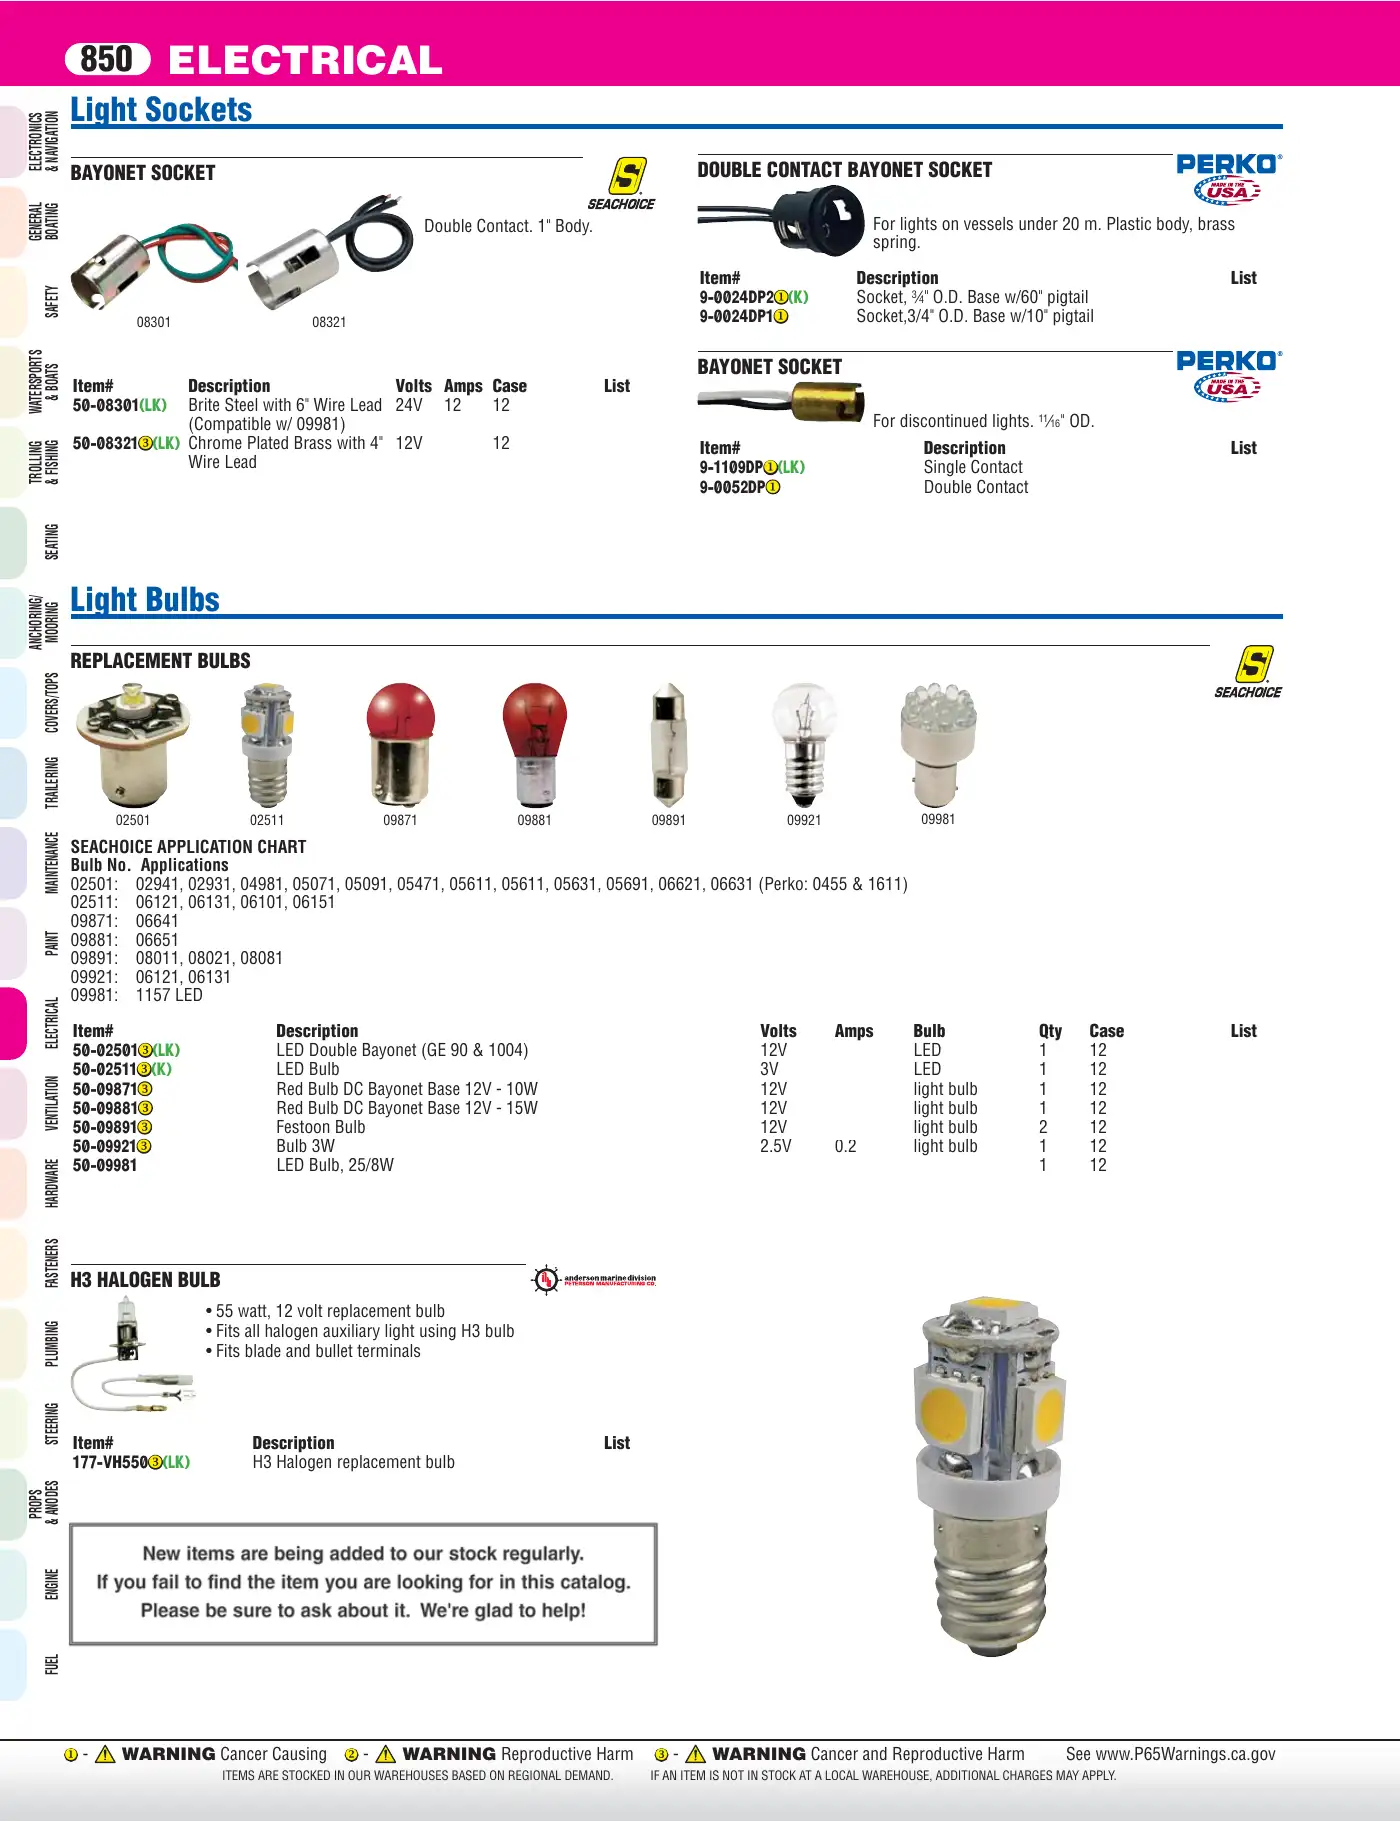 850 ELECTRICAL
Light Sockets
BAYONET SOCKET
S
SEACHOICE
Double Contact. 1" Body.
08301
08321
Item# Description Volts Amps Case List
50-08301(LK) Brite Steel with 6" Wire Lead 24V 12 12
(Compatible w/ 09981)
50-08321③(LK) Chrome Plated Brass with 4" 12V 12
Wire Lead
DOUBLE CONTACT BAYONET SOCKET
PERKO®
MADE IN THE
USA
For lights on vessels under 20 m. Plastic body, brass
spring.
Item# Description List
9-0024DP2①(K) Socket, ¾" O.D. Base w/60" pigtail
9-0024DP1① Socket,3/4" O.D. Base w/10" pigtail
BAYONET SOCKET
PERKO®
MADE IN THE
USA
For discontinued lights. 11⁄16" OD.
Item# Description List
9-1109DP①(LK) Single Contact
9-0052DP① Double Contact
Light Bulbs
REPLACEMENT BULBS
S
SEACHOICE
02501 02511 09871 09881 09891 09921 09981
SEACHOICE APPLICATION CHART
Bulb No. Applications
02501: 02941, 02931, 04981, 05071, 05091, 05471, 05611, 05611, 05631, 05691, 06621, 06631 (Perko: 0455 & 1611)
02511: 06121, 06131, 06101, 06151
09871: 06641
09881: 06651
09891: 08011, 08021, 08081
09921: 06121, 06131
09981: 1157 LED
Item# Description Volts Amps Bulb Qty Case List
50-02501③(LK) LED Double Bayonet (GE 90 & 1004) 12V LED 1 12
50-02511③(K) LED Bulb 3V LED 1 12
50-09871③ Red Bulb DC Bayonet Base 12V - 10W 12V light bulb 1 12
50-09881③ Red Bulb DC Bayonet Base 12V - 15W 12V light bulb 1 12
50-09891③ Festoon Bulb 12V light bulb 2 12
50-09921③ Bulb 3W 2.5V 0.2 light bulb 1 12
50-09981 LED Bulb, 25/8W 1 12
H3 HALOGEN BULB
anderson marine division
PETERSON MANUFACTURING CO.
• 55 watt, 12 volt replacement bulb
• Fits all halogen auxiliary light using H3 bulb
• Fits blade and bullet terminals
Item# Description List
177-VH550③(LK) H3 Halogen replacement bulb
New items are being added to our stock regularly.
If you fail to find the item you are looking for in this catalog.
Please be sure to ask about it. We're glad to help!
ELECTRONICS
& NAVIGATION
GENERAL
BOATING
SAFETY
WATERSPORTS
& BOATS
TROLLING
& FISHING
SEATING
ANCHORING/
MOORING
COVERS/TOPS
TRAILERING
MAINTENANCE
PAINT
ELECTRICAL
VENTILATION
HARDWARE
FASTENERS
PLUMBING
STEERING
PROPS
& ANODES
ENGINE
FUEL
① - ⚠ WARNING Cancer Causing ② - ⚠ WARNING Reproductive Harm ③ - ⚠ WARNING Cancer and Reproductive Harm See www.P65Warnings.ca.gov
ITEMS ARE STOCKED IN OUR WAREHOUSES BASED ON REGIONAL DEMAND. IF AN ITEM IS NOT IN STOCK AT A LOCAL WAREHOUSE, ADDITIONAL CHARGES MAY APPLY.